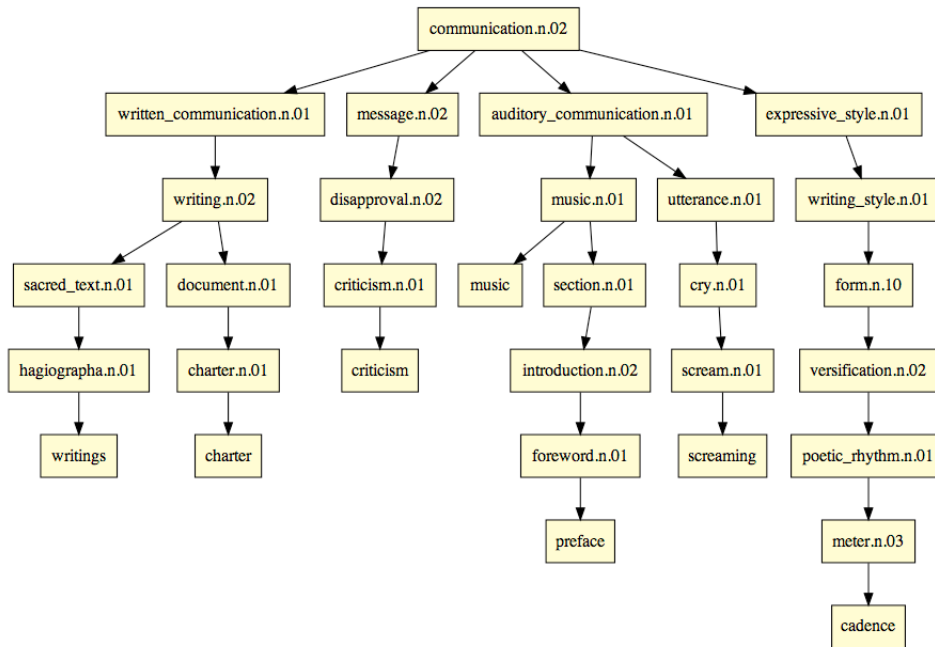 communication.n.02
written_communication.n.01
message.n.02
auditory_communication.n.01
expressive_style.n.01
writing.n.02
disapproval.n.02
music.n.01
utterance.n.01
writing_style.n.01
sacred_text.n.01
document.n.01
criticism.n.01
music
section.n.01
cry.n.01
form.n.10
hagiographa.n.01
charter.n.01
criticism
introduction.n.02
scream.n.01
versification.n.02
writings
charter
foreword.n.01
screaming
poetic_rhythm.n.01
preface
meter.n.03
cadence